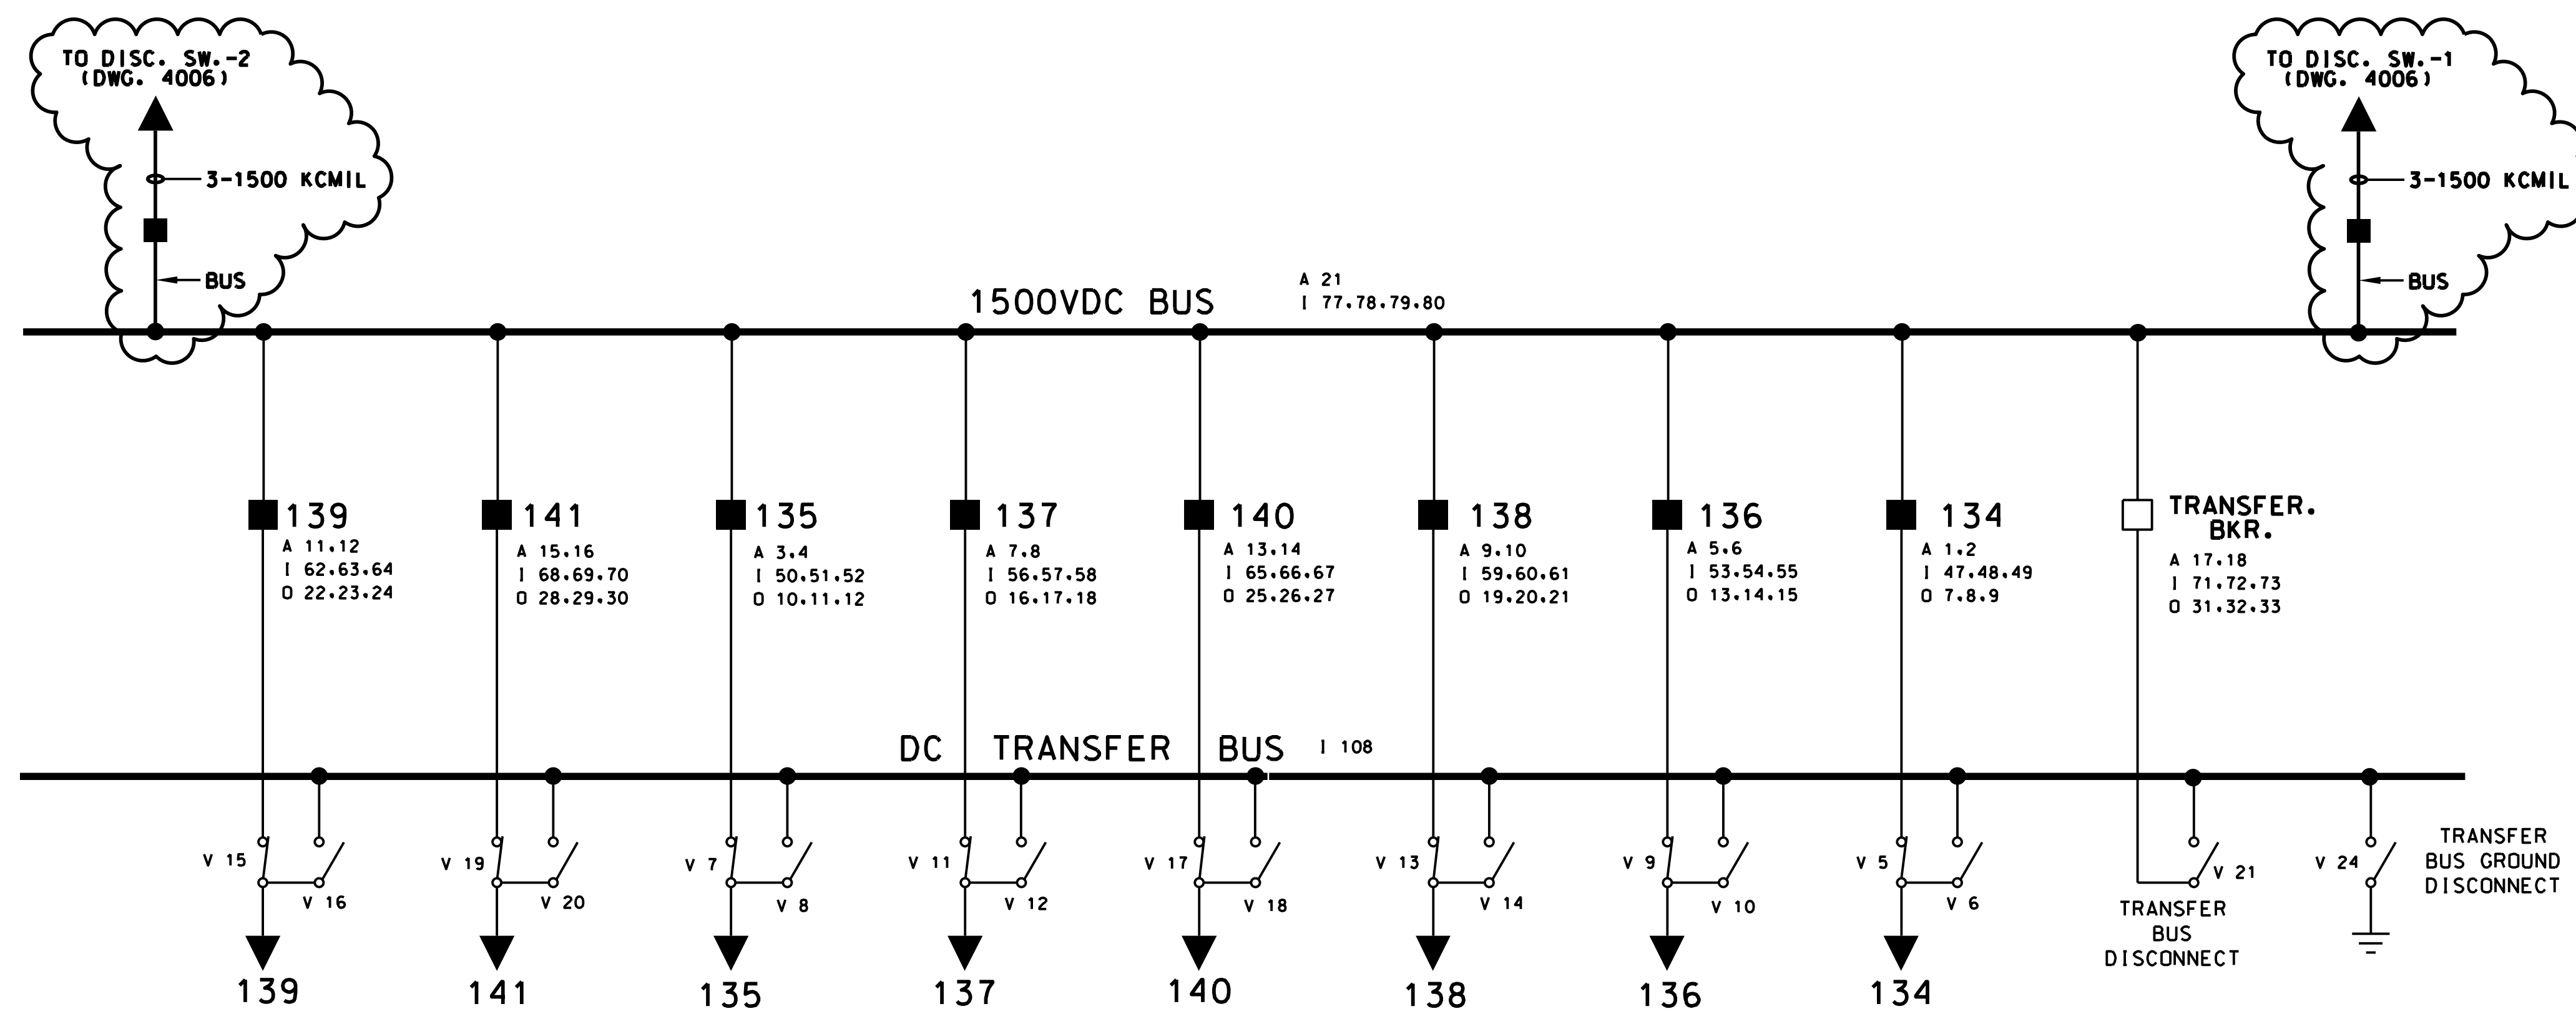 TO DISC. SW.-2
(DWG. 4006)
3-1500 KCMIL
BUS
TO DISC. SW.-1
(DWG. 4006)
3-1500 KCMIL
BUS
1500VDC BUS
A 21
I 77.78.79.80
139
A 11.12
I 62.63.64
O 22.23.24
141
A 15.16
I 68.69.70
O 28.29.30
135
A 3.4
I 50.51.52
O 10.11.12
137
A 7.8
I 56.57.58
O 16.17.18
140
A 13.14
I 65.66.67
O 25.26.27
138
A 9.10
I 59.60.61
O 19.20.21
136
A 5.6
I 53.54.55
O 13.14.15
134
A 1.2
I 47.48.49
O 7.8.9
TRANSFER.
BKR.
A 17.18
I 71.72.73
O 31.32.33
DC TRANSFER BUS I 108
V 15
V 16
V 19
V 20
V 7
V 8
V 11
V 12
V 17
V 18
V 13
V 14
V 9
V 10
V 5
V 6
V 21
TRANSFER
BUS
DISCONNECT
V 24
TRANSFER
BUS GROUND
DISCONNECT
139
141
135
137
140
138
136
134